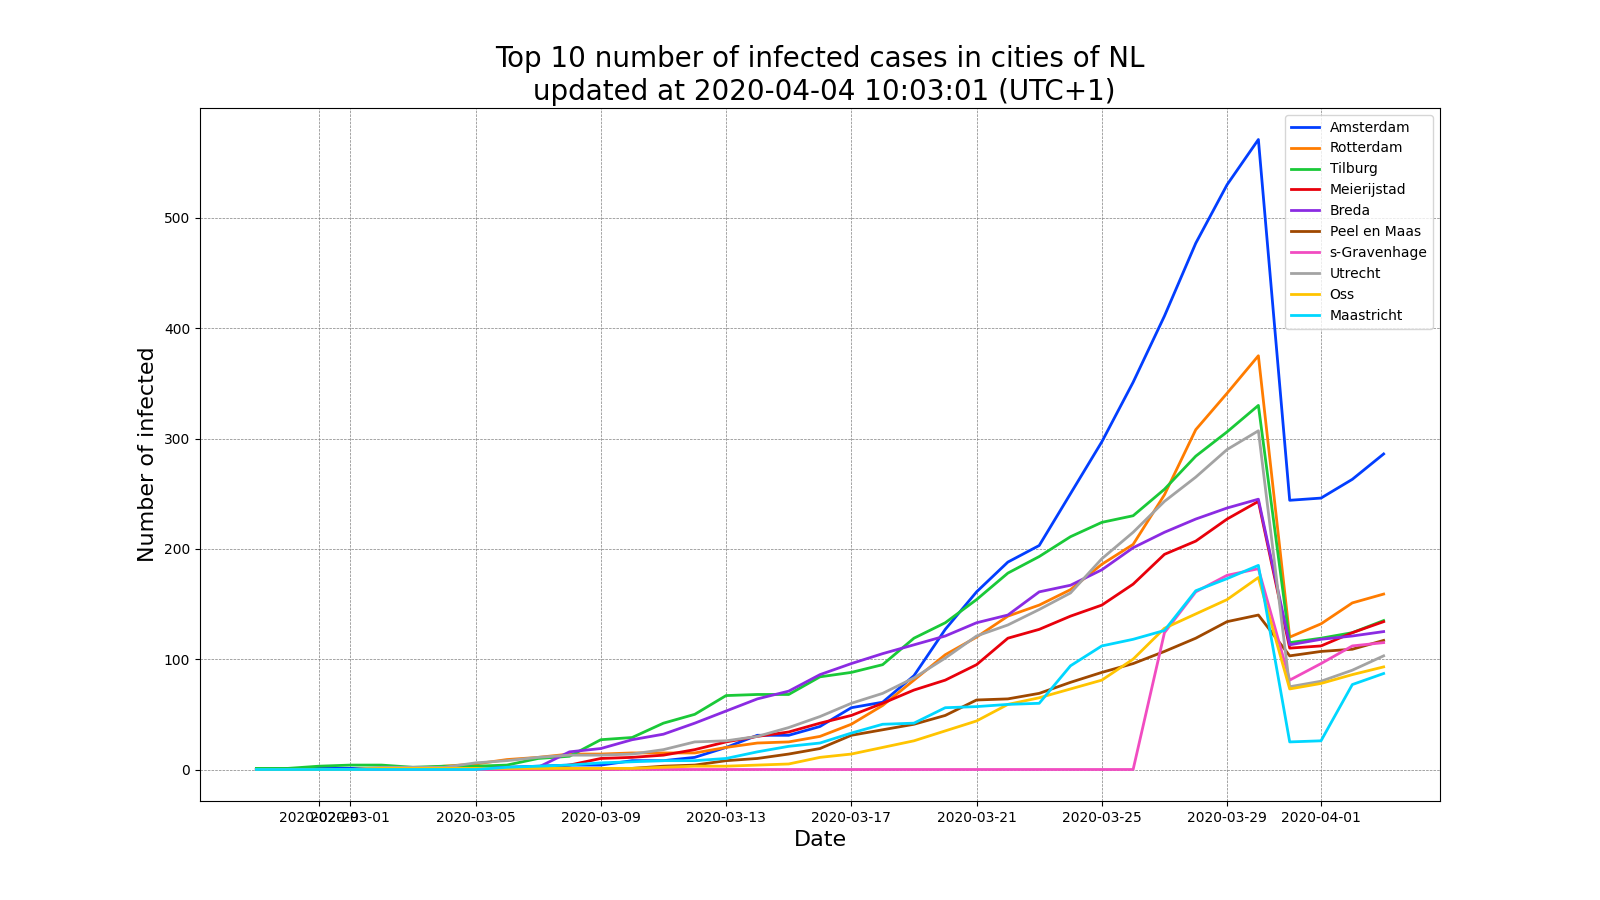 Top 10 number of infected cases in cities of NL
updated at 2020-04-04 10:03:01 (UTC+1)
Number of infected
500
400
300
200
100
0
Amsterdam
Rotterdam
Tilburg
Meierijstad
Breda
Peel en Maas
s-Gravenhage
Utrecht
Oss
Maastricht
2020-02-29 2020-03-01 2020-03-05 2020-03-09 2020-03-13 2020-03-17 2020-03-21 2020-03-25 2020-03-29 2020-04-01
Date